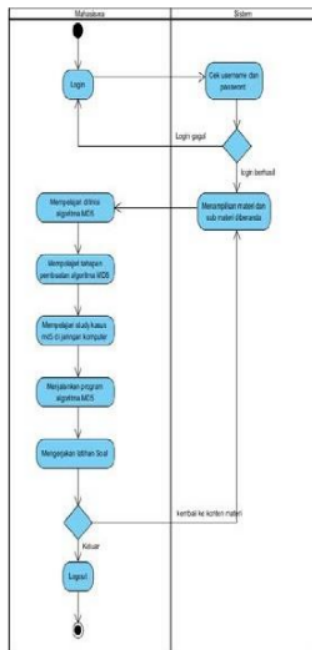 Mahasiswa
Sistem
Login
Cek username dan
password
Login gagal
login berhasil
Menampilkan materi dan
sub materi diberanda
Mempelajari difinisi
algoritma MD5
Mempelajari tahapan
pembuatan algoritma MD5
Mempelajari study kasus
md5 di jaringan komputer
Menjalankan program
algoritma MD5
Mengerjakan latihan Soal
kembali ke konten materi
Keluar
Logout